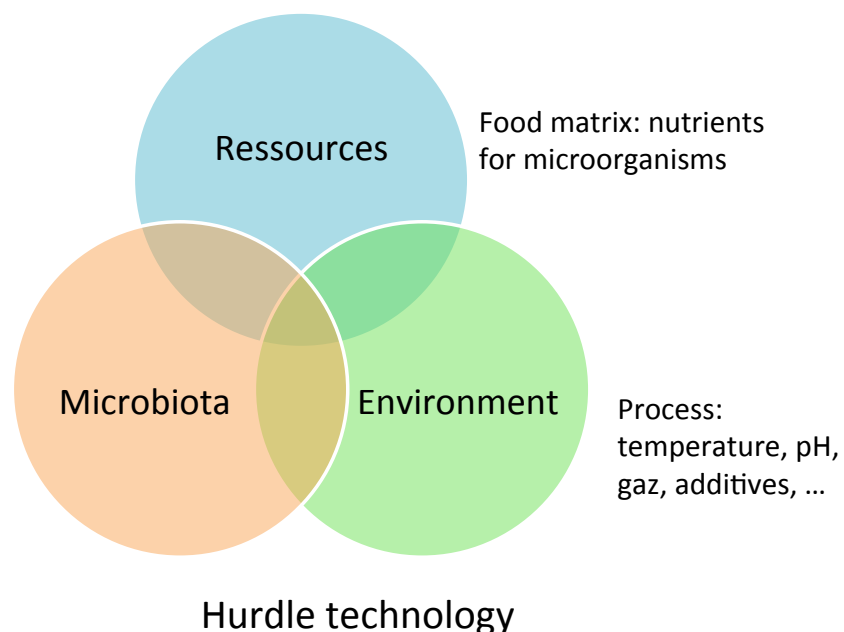 Ressources
Food matrix: nutrients
for microorganisms
Microbiota
Environment
Process:
temperature, pH,
gaz, additives, ...
Hurdle technology